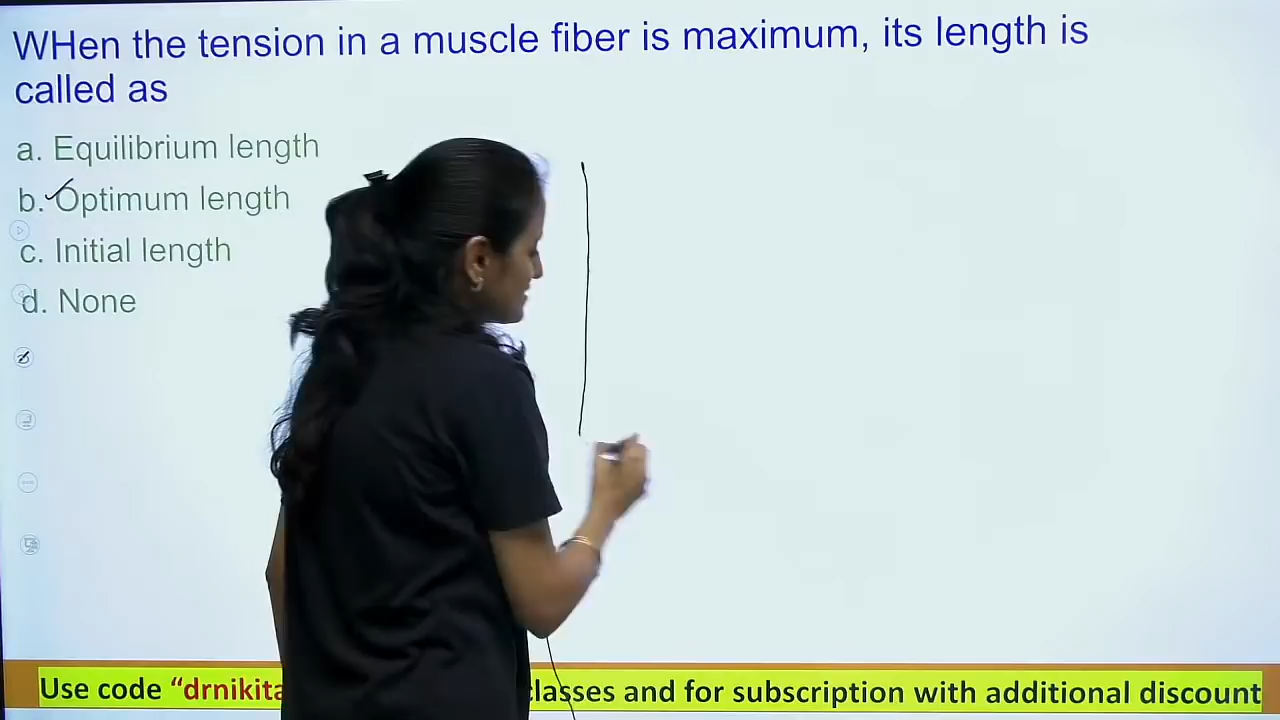 WHen the tension in a muscle fiber is maximum, its length is
called as
a. Equilibrium length
b. Optimum length
c. Initial length
d. None
Use code “drnikita classes and for subscription with additional discount